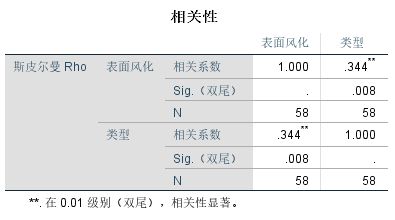 相关性
表面风化 类型
斯皮尔曼 Rho 表面风化 相关系数 1.000 .344**
Sig.（双尾） . .008
N 58 58
类型 相关系数 .344** 1.000
Sig.（双尾） .008 .
N 58 58
**. 在 0.01 级别（双尾），相关性显著。